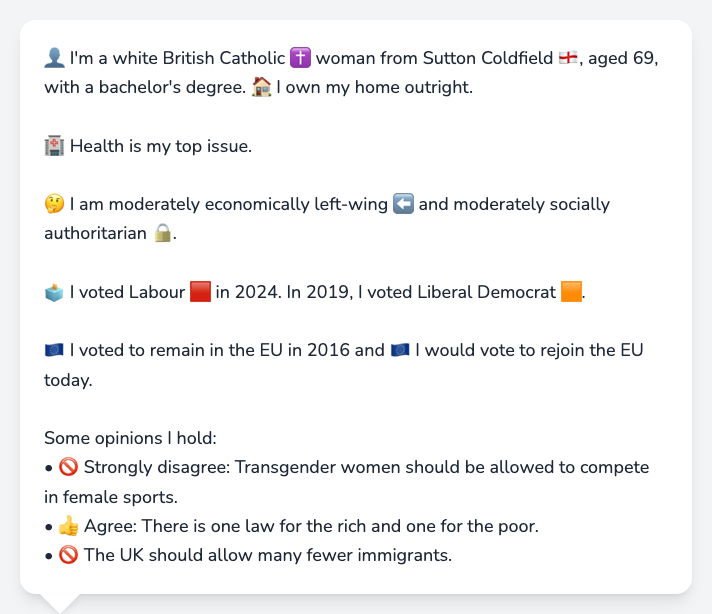 👤 I'm a white British Catholic ✝️ woman from Sutton Coldfield 🏴󠁧󠁢󠁥󠁮󠁧󠁿, aged 69,
with a bachelor's degree. 🏠 I own my home outright.
🏥 Health is my top issue.
🤔 I am moderately economically left-wing ⬅️ and moderately socially
authoritarian 🔒.
🗳️ I voted Labour 🟥 in 2024. In 2019, I voted Liberal Democrat 🟧.
🇪🇺 I voted to remain in the EU in 2016 and 🇪🇺 I would vote to rejoin the EU
today.
Some opinions I hold:
• 🚫 Strongly disagree: Transgender women should be allowed to compete
in female sports.
• 👍 Agree: There is one law for the rich and one for the poor.
• 🚫 The UK should allow many fewer immigrants.